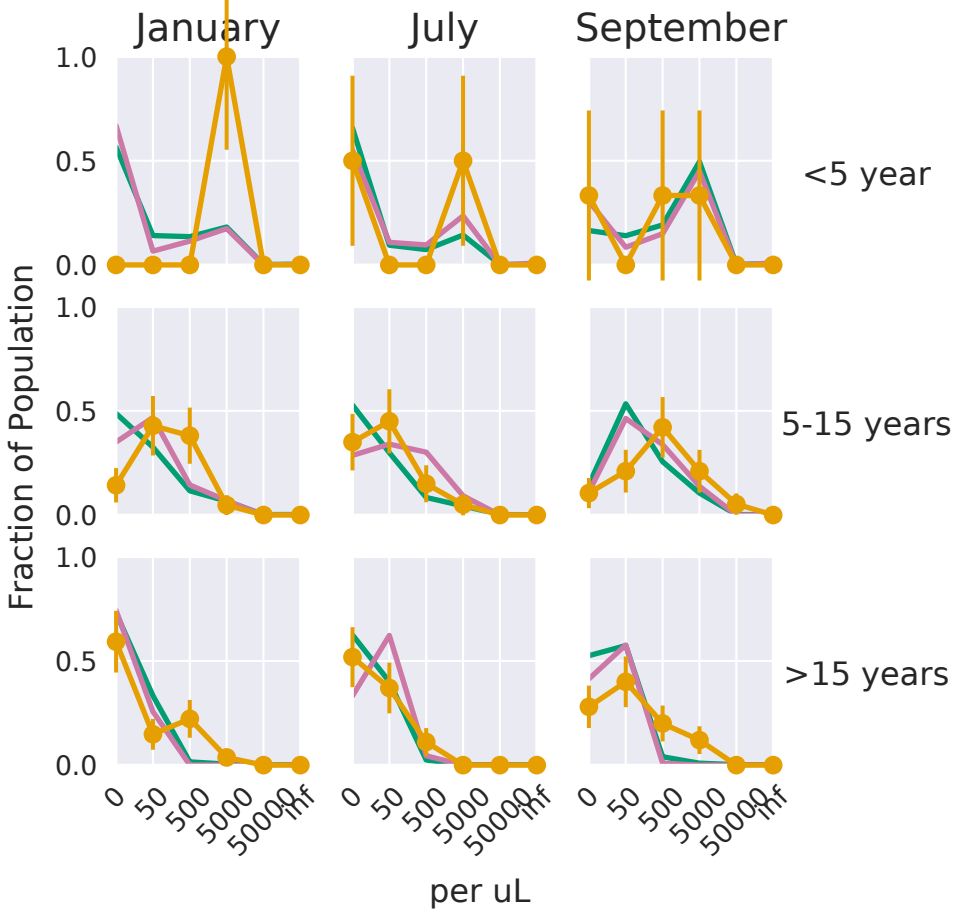 January July September
1.0
0.5
0.0
<5 year
1.0
0.5
0.0
5-15 years
1.0
0.5
0.0
>15 years
Fraction of Population
0 50 500 5000 50000 inf 0 50 500 5000 50000 inf 0 50 500 5000 50000 inf
per uL